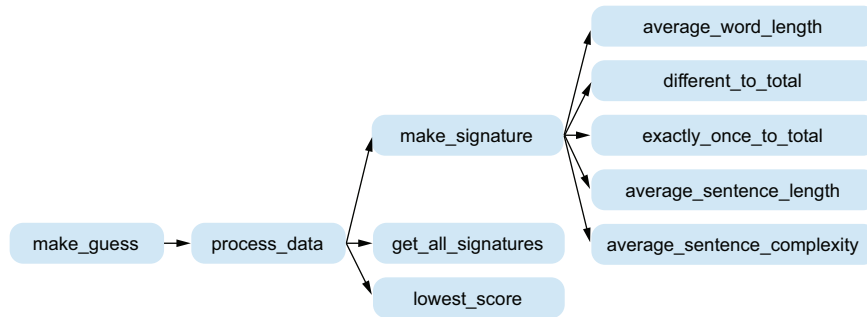 average_word_length
different_to_total
make_signature
exactly_once_to_total
average_sentence_length
make_guess
process_data
get_all_signatures
average_sentence_complexity
lowest_score